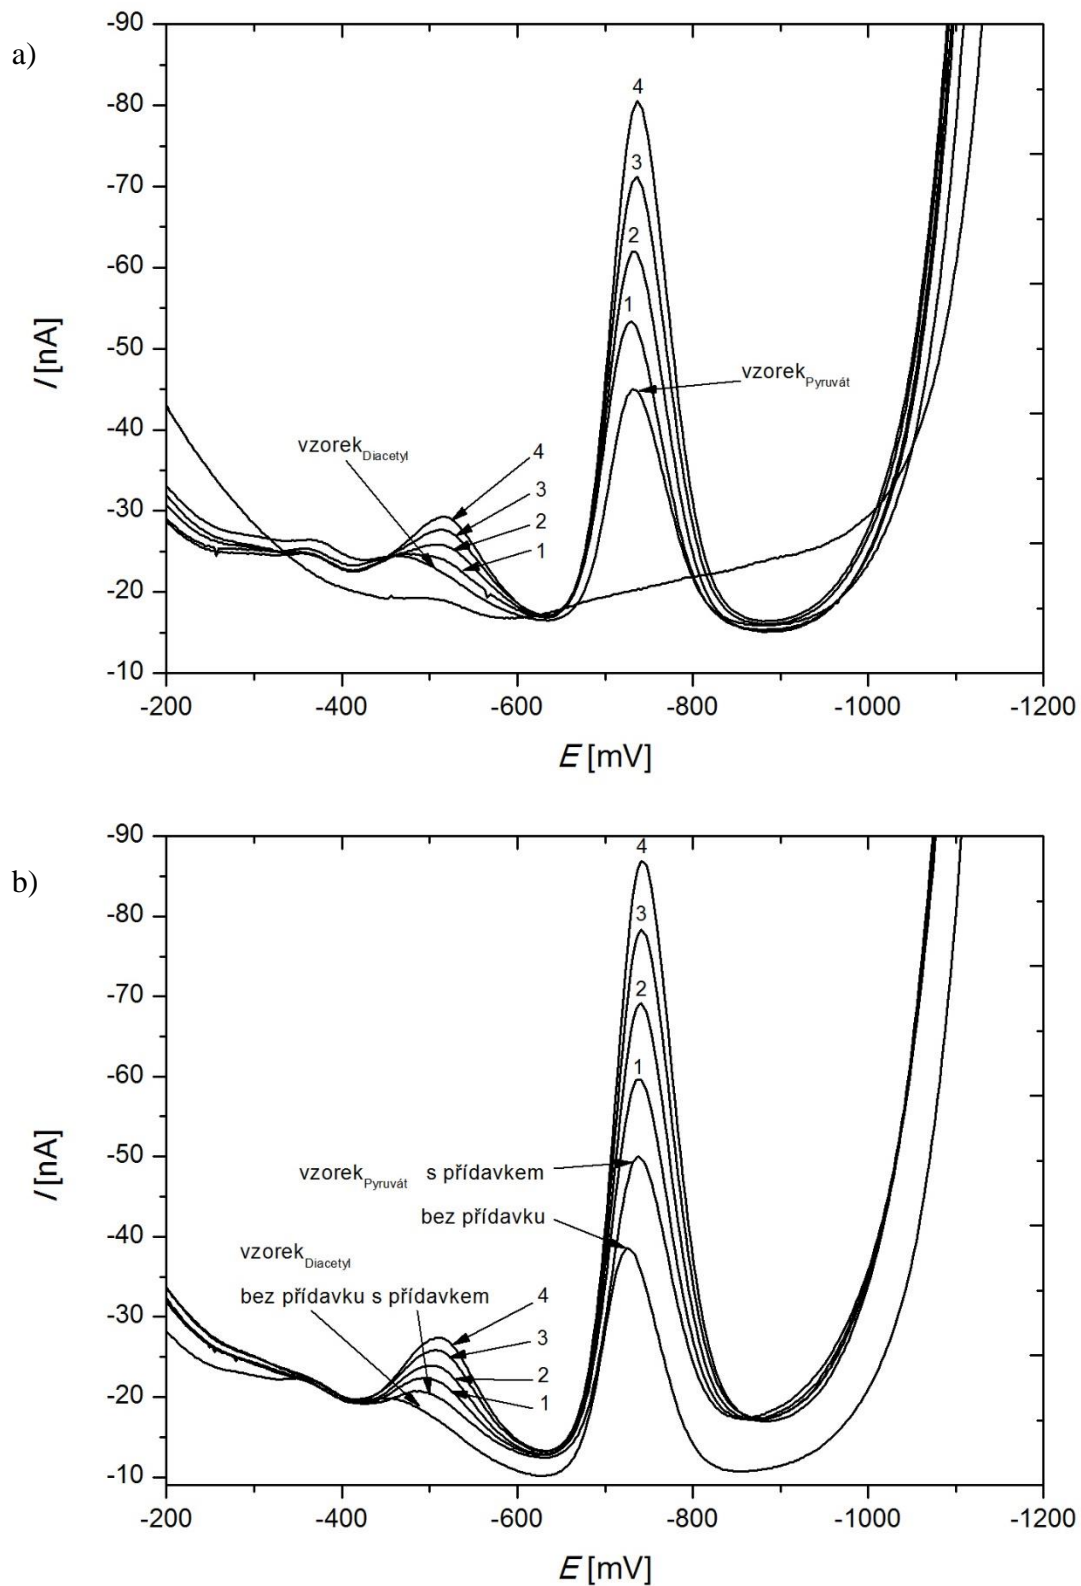 a)
-90
-80
-70
-60
-50
-40
-30
-20
-10
I [nA]
4
3
2
1
vzorekPyruvát
vzorekDiacetyl
4
3
2
1
-200 -400 -600 -800 -1000 -1200
E [mV]
b)
-90
-80
-70
-60
-50
-40
-30
-20
-10
I [nA]
4
3
2
1
vzorekPyruvát s přídavkem
bez přídavku
vzorekDiacetyl
bez přídavku s přídavkem
4
3
2
1
-200 -400 -600 -800 -1000 -1200
E [mV]